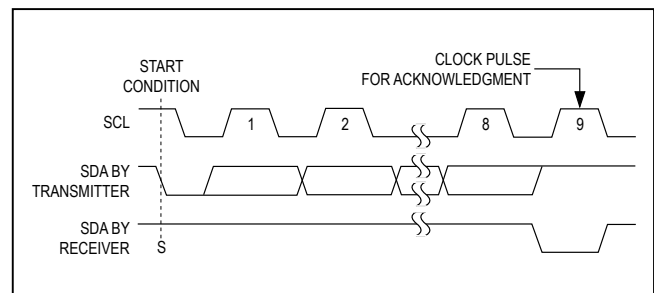 START
CONDITION
CLOCK PULSE
FOR ACKNOWLEDGMENT
SCL
1
2
8
9
SDA BY
TRANSMITTER
SDA BY
RECEIVER
S